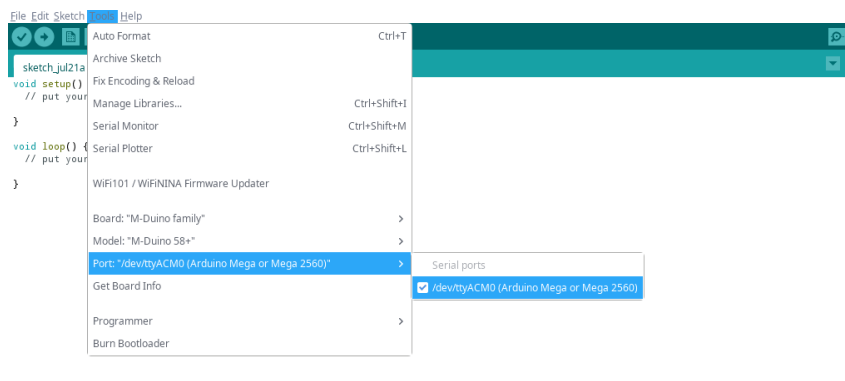 File Edit Sketch Tools Help
sketch_jul21a
void setup()
// put your
}
void loop() {
// put your
}
Auto Format Ctrl+T
Archive Sketch
Fix Encoding & Reload
Manage Libraries... Ctrl+Shift+I
Serial Monitor Ctrl+Shift+M
Serial Plotter Ctrl+Shift+L
WiFi101 / WiFiNINA Firmware Updater
Board: "M-Duino family"
Model: "M-Duino 58+"
Port: "/dev/ttyACM0 (Arduino Mega or Mega 2560)"
Get Board Info
Programmer
Burn Bootloader
Serial ports
/dev/ttyACM0 (Arduino Mega or Mega 2560)